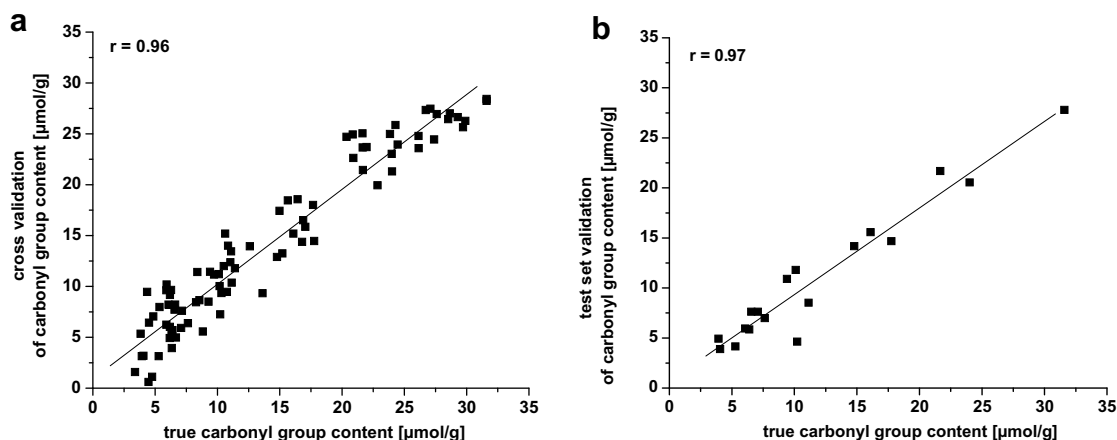 a
r = 0.96
35
30
25
20
15
10
5
0
cross validation
of carbonyl group content [µmol/g]
0 5 10 15 20 25 30 35
true carbonyl group content [µmol/g]
b
r = 0.97
35
30
25
20
15
10
5
0
test set validation
of carbonyl group content [µmol/g]
0 5 10 15 20 25 30 35
true carbonyl group content [µmol/g]